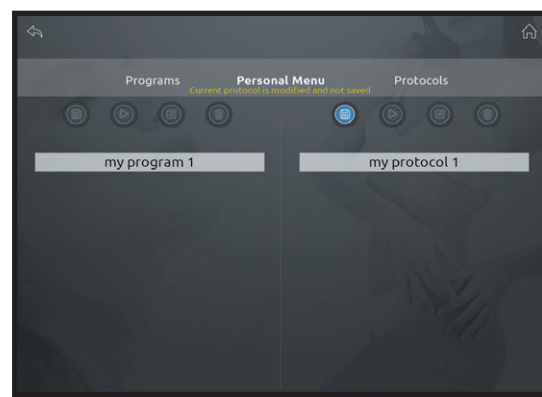 Programs Personal Menu Protocols
Current protocol is modified and not saved
my program 1 my protocol 1